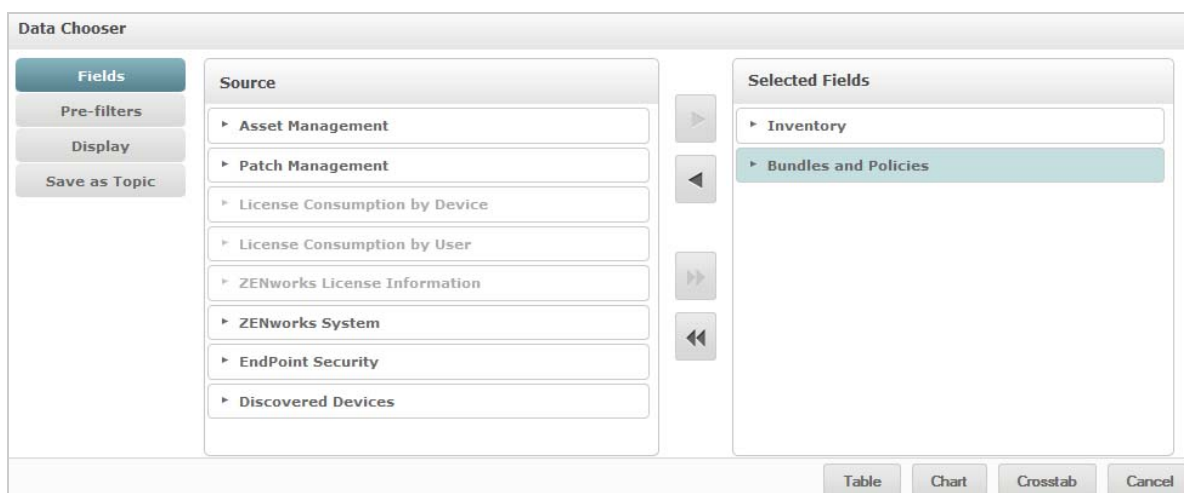 Data Chooser
Fields
Pre-filters
Display
Save as Topic
Source
Asset Management
Patch Management
License Consumption by Device
License Consumption by User
ZENworks License Information
ZENworks System
EndPoint Security
Discovered Devices
Selected Fields
Inventory
Bundles and Policies
Table
Chart
Crosstab
Cancel